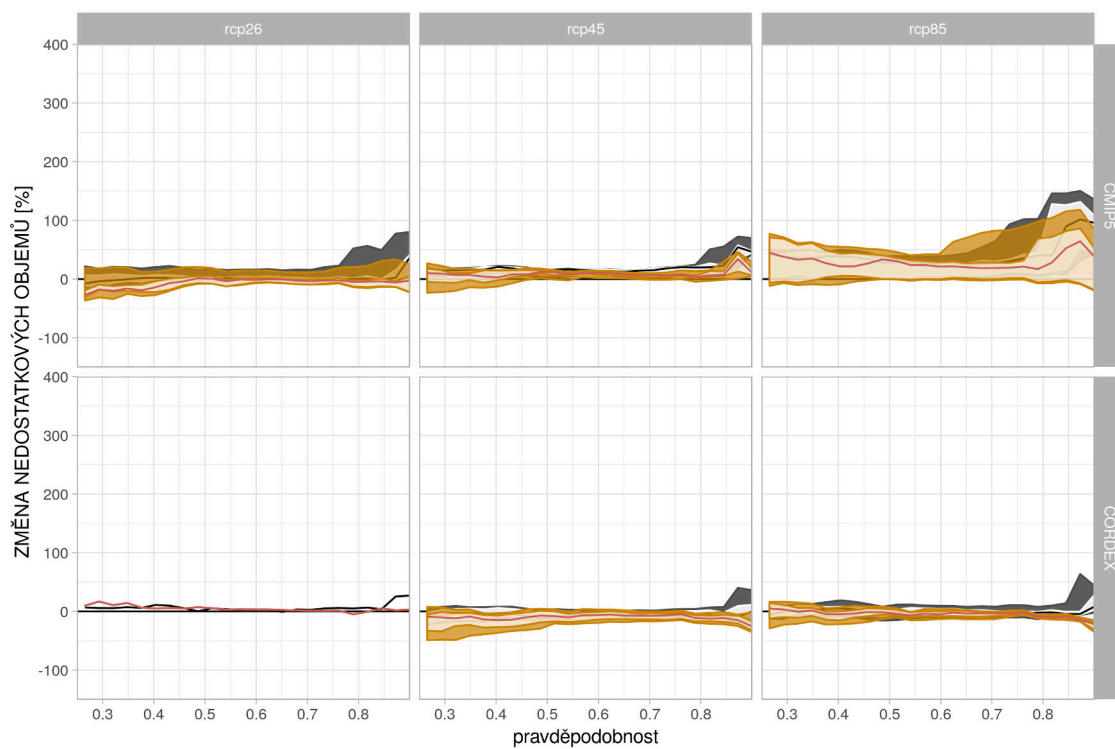 rcp26
rcp45
rcp85
400
300
200
100
0
-100
CMIP5
400
300
200
100
0
-100
CORDEX
ZMĚNA NEDOSTATKOVÝCH OBJEMŮ [%]
0.3 0.4 0.5 0.6 0.7 0.8
0.3 0.4 0.5 0.6 0.7 0.8
0.3 0.4 0.5 0.6 0.7 0.8
pravděpodobnost